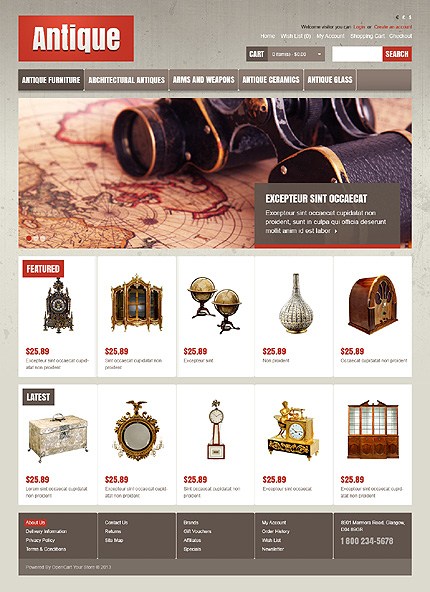 Antique
€ £ $
Welcome visitor you can Login or Create an account
Home Wish List (0) My Account Shopping Cart Checkout
CART 0 item(s) - $0.00 SEARCH
ANTIQUE FURNITURE ARCHITECTURAL ANTIQUES ARMS AND WEAPONS ANTIQUE CERAMICS ANTIQUE GLASS
EXCEPTEUR SINT OCCAECAT
Excepteur sint occaecat cupidatat non
proident, sunt in culpa qui officia deserunt
mollit anim id est labor
FEATURED
$25.89
Excepteur sint occaecat cupid-
atat non proident
$25.89
Sint occaecat cupidatat non
proident
$25.89
Excepteur sint
$25.89
Non proident
$25.89
Occaecat cupidatat non proident
LATEST
$25.89
Lorem sint occaecat cupidatat
non proident
$25.89
Excepteur sint occaecat cupid-
atat non proident
$25.89
Sint occaecat cupidatat
non proident
$25.89
Excepteur sint occaecat
$25.89
Sint occaecat cupidatat non
proident
About Us
Delivery Information
Privacy Policy
Terms & Conditions
Contact Us
Returns
Site Map
Brands
Gift Vouchers
Affiliates
Specials
My Account
Order History
Wish List
Newsletter
8901 Marmora Road, Glasgow,
D04 89GR
1 800 234-5678
Powered By OpenCart Your Store © 2013